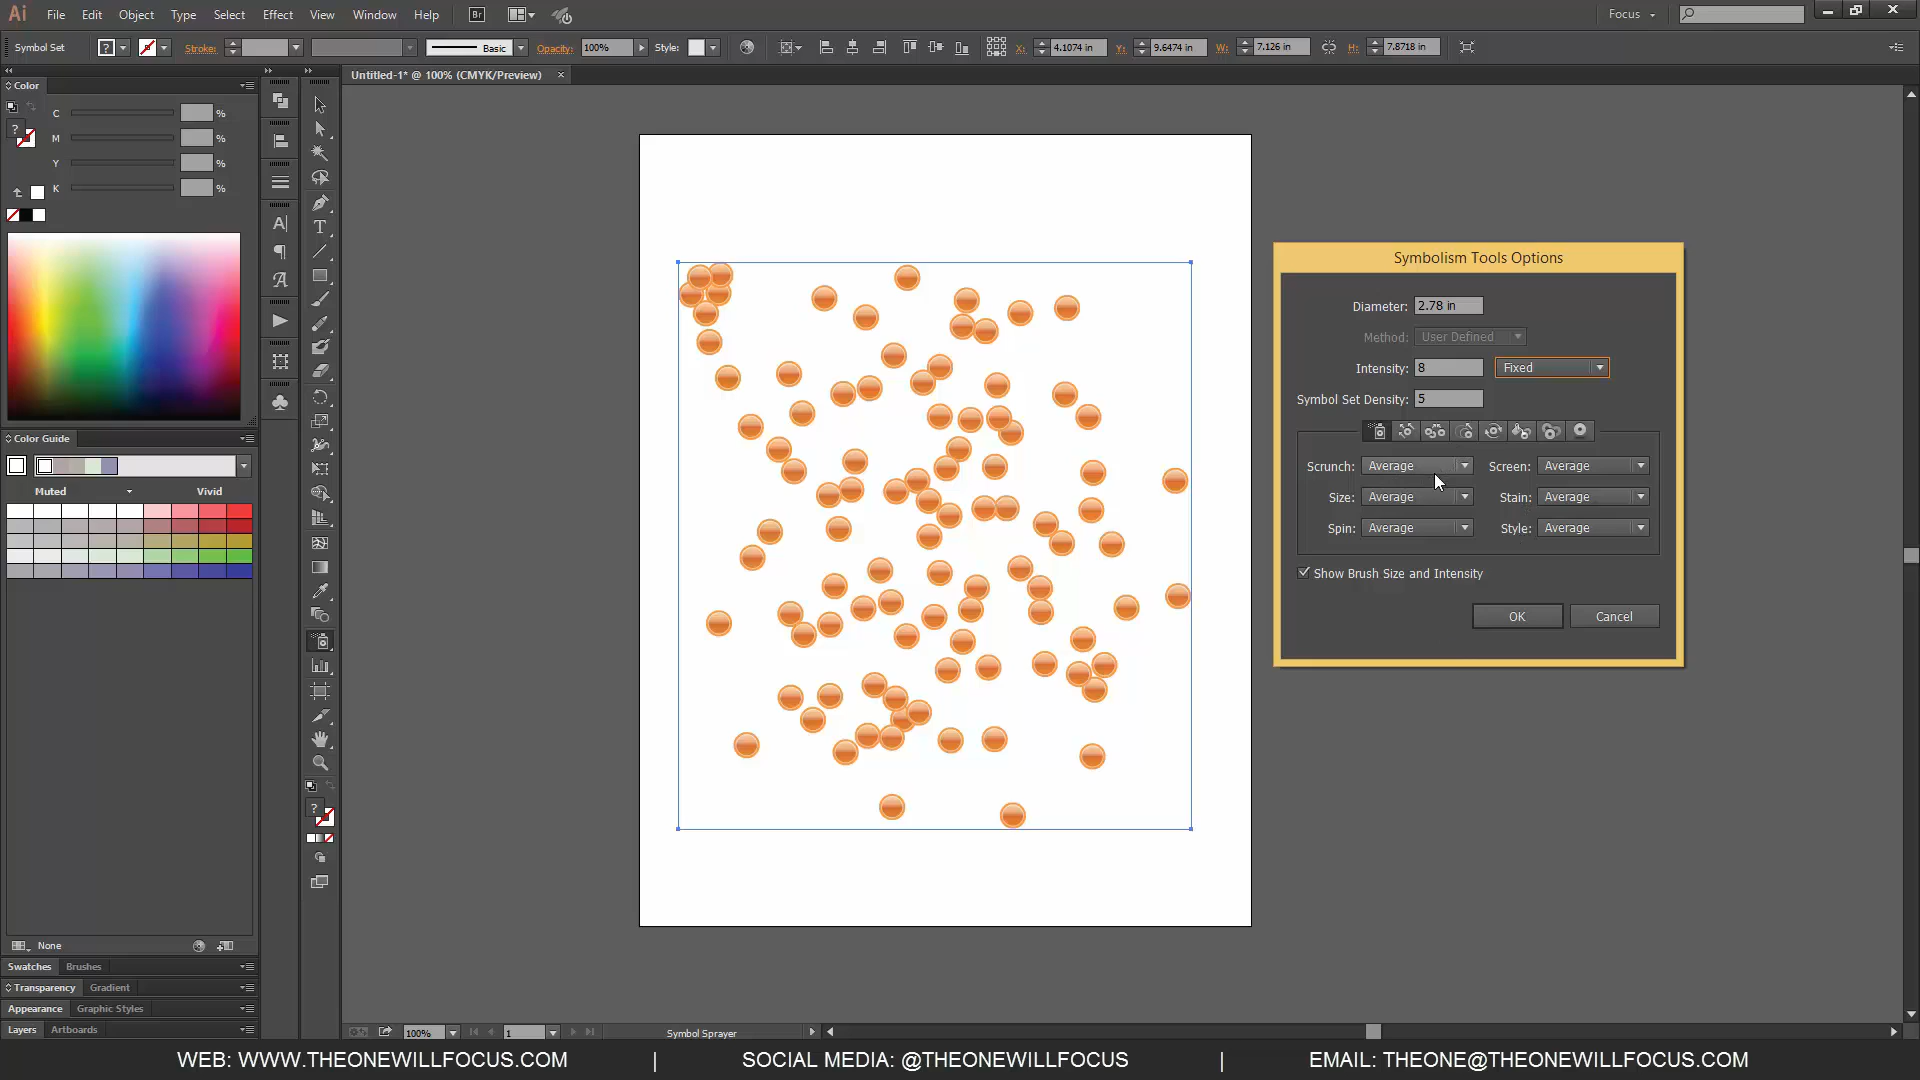 Ai File Edit Object Type Select Effect View Window Help Br Focus
Symbol Set ? Stroke: Basic Opacity: 100% Style: X: 4.1074 in Y: 9.6474 in W: 7.126 in H: 7.8718 in
Untitled-1* @ 100% (CMYK/Preview)
Color
C %
M %
Y %
K %
?
Color Guide
Muted Vivid
None
Swatches Brushes
Transparency Gradient
Appearance Graphic Styles
Layers Artboards
?
Symbolism Tools Options
Diameter: 2.78 in
Method: User Defined
Intensity: 8 Fixed
Symbol Set Density: 5
Scrunch: Average Screen: Average
Size: Average Stain: Average
Spin: Average Style: Average
Show Brush Size and Intensity
OK Cancel
100% 1 Symbol Sprayer
WEB: WWW.THEONEWILLFOCUS.COM | SOCIAL MEDIA: @THEONEWILLFOCUS | EMAIL: THEONE@THEONEWILLFOCUS.COM